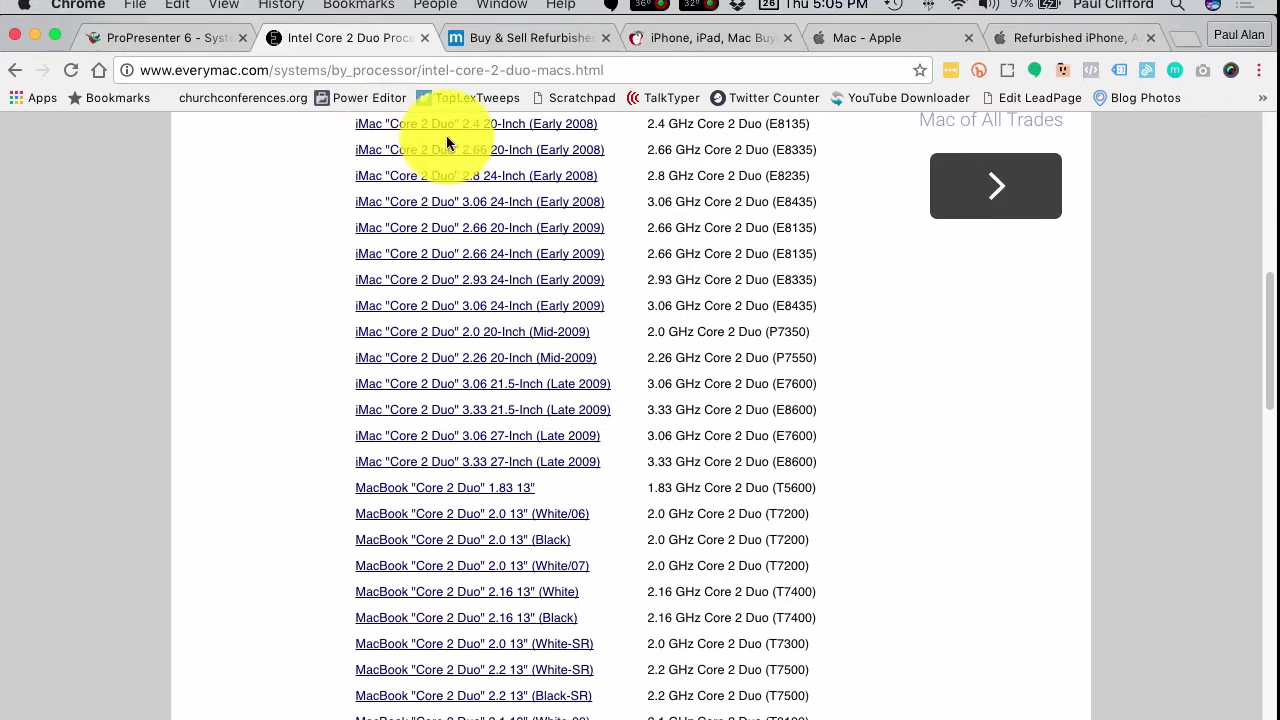 Chrome File Edit View History Bookmarks People Window Help 36° 32° 26 Thu 5:05 PM 97% Paul Clifford
ProPresenter 6 - Syste × Intel Core 2 Duo Proce × Buy & Sell Refurbished × iPhone, iPad, Mac Buy × Mac - Apple × Refurbished iPhone, A × Paul Alan
www.everymac.com/systems/by_processor/intel-core-2-duo-macs.html
Apps Bookmarks churchconferences.org Power Editor TopLexTweeps Scratchpad TalkTyper Twitter Counter YouTube Downloader Edit LeadPage Blog Photos »
iMac "Core 2 Duo" 2.4 20-Inch (Early 2008) 2.4 GHz Core 2 Duo (E8135)
Mac of All Trades
iMac "Core 2 Duo" 2.66 20-Inch (Early 2008) 2.66 GHz Core 2 Duo (E8335)
iMac "Core 2 Duo" 2.8 24-Inch (Early 2008) 2.8 GHz Core 2 Duo (E8235)
iMac "Core 2 Duo" 3.06 24-Inch (Early 2008) 3.06 GHz Core 2 Duo (E8435)
iMac "Core 2 Duo" 2.66 20-Inch (Early 2009) 2.66 GHz Core 2 Duo (E8135)
iMac "Core 2 Duo" 2.66 24-Inch (Early 2009) 2.66 GHz Core 2 Duo (E8135)
iMac "Core 2 Duo" 2.93 24-Inch (Early 2009) 2.93 GHz Core 2 Duo (E8335)
iMac "Core 2 Duo" 3.06 24-Inch (Early 2009) 3.06 GHz Core 2 Duo (E8435)
iMac "Core 2 Duo" 2.0 20-Inch (Mid-2009) 2.0 GHz Core 2 Duo (P7350)
iMac "Core 2 Duo" 2.26 20-Inch (Mid-2009) 2.26 GHz Core 2 Duo (P7550)
iMac "Core 2 Duo" 3.06 21.5-Inch (Late 2009) 3.06 GHz Core 2 Duo (E7600)
iMac "Core 2 Duo" 3.33 21.5-Inch (Late 2009) 3.33 GHz Core 2 Duo (E8600)
iMac "Core 2 Duo" 3.06 27-Inch (Late 2009) 3.06 GHz Core 2 Duo (E7600)
iMac "Core 2 Duo" 3.33 27-Inch (Late 2009) 3.33 GHz Core 2 Duo (E8600)
MacBook "Core 2 Duo" 1.83 13" 1.83 GHz Core 2 Duo (T5600)
MacBook "Core 2 Duo" 2.0 13" (White/06) 2.0 GHz Core 2 Duo (T7200)
MacBook "Core 2 Duo" 2.0 13" (Black) 2.0 GHz Core 2 Duo (T7200)
MacBook "Core 2 Duo" 2.0 13" (White/07) 2.0 GHz Core 2 Duo (T7200)
MacBook "Core 2 Duo" 2.16 13" (White) 2.16 GHz Core 2 Duo (T7400)
MacBook "Core 2 Duo" 2.16 13" (Black) 2.16 GHz Core 2 Duo (T7400)
MacBook "Core 2 Duo" 2.0 13" (White-SR) 2.0 GHz Core 2 Duo (T7300)
MacBook "Core 2 Duo" 2.2 13" (White-SR) 2.2 GHz Core 2 Duo (T7500)
MacBook "Core 2 Duo" 2.2 13" (Black-SR) 2.2 GHz Core 2 Duo (T7500)